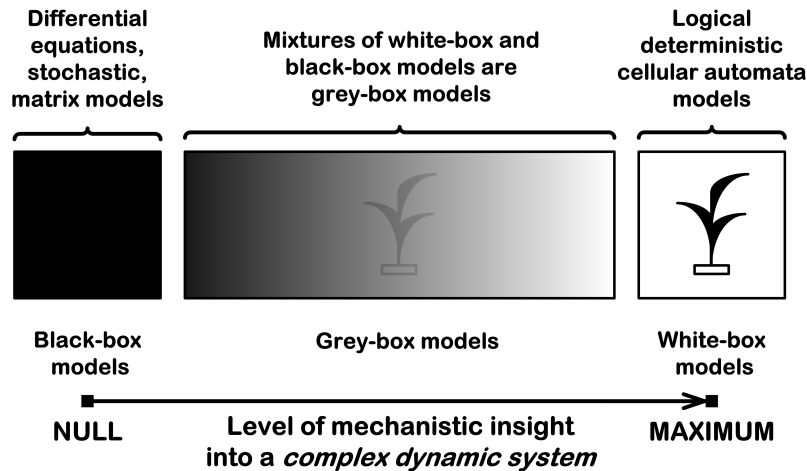 Differential
equations,
stochastic,
matrix models
Mixtures of white-box and
black-box models are
grey-box models
Logical
deterministic
cellular automata
models
Black-box
models
Grey-box models
White-box
models
NULL
Level of mechanistic insight
into a complex dynamic system
MAXIMUM